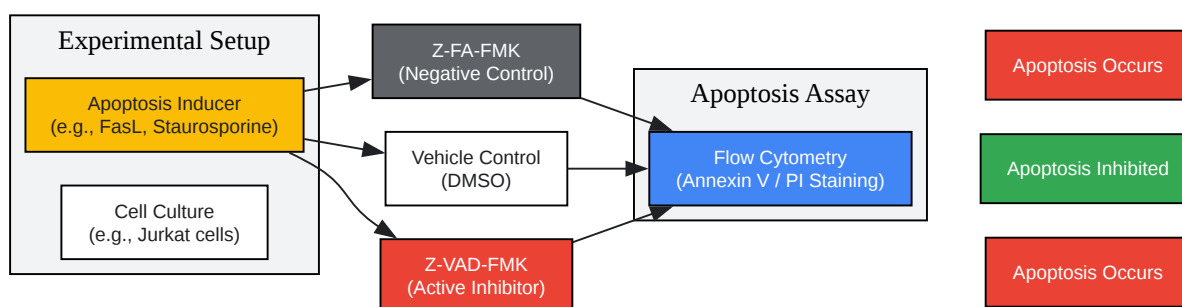 Experimental Setup
Apoptosis Inducer
(e.g., FasL, Staurosporine)
Cell Culture
(e.g., Jurkat cells)
Z-FA-FMK
(Negative Control)
Vehicle Control
(DMSO)
Z-VAD-FMK
(Active Inhibitor)
Apoptosis Assay
Flow Cytometry
(Annexin V / PI Staining)
Apoptosis Occurs
Apoptosis Inhibited
Apoptosis Occurs